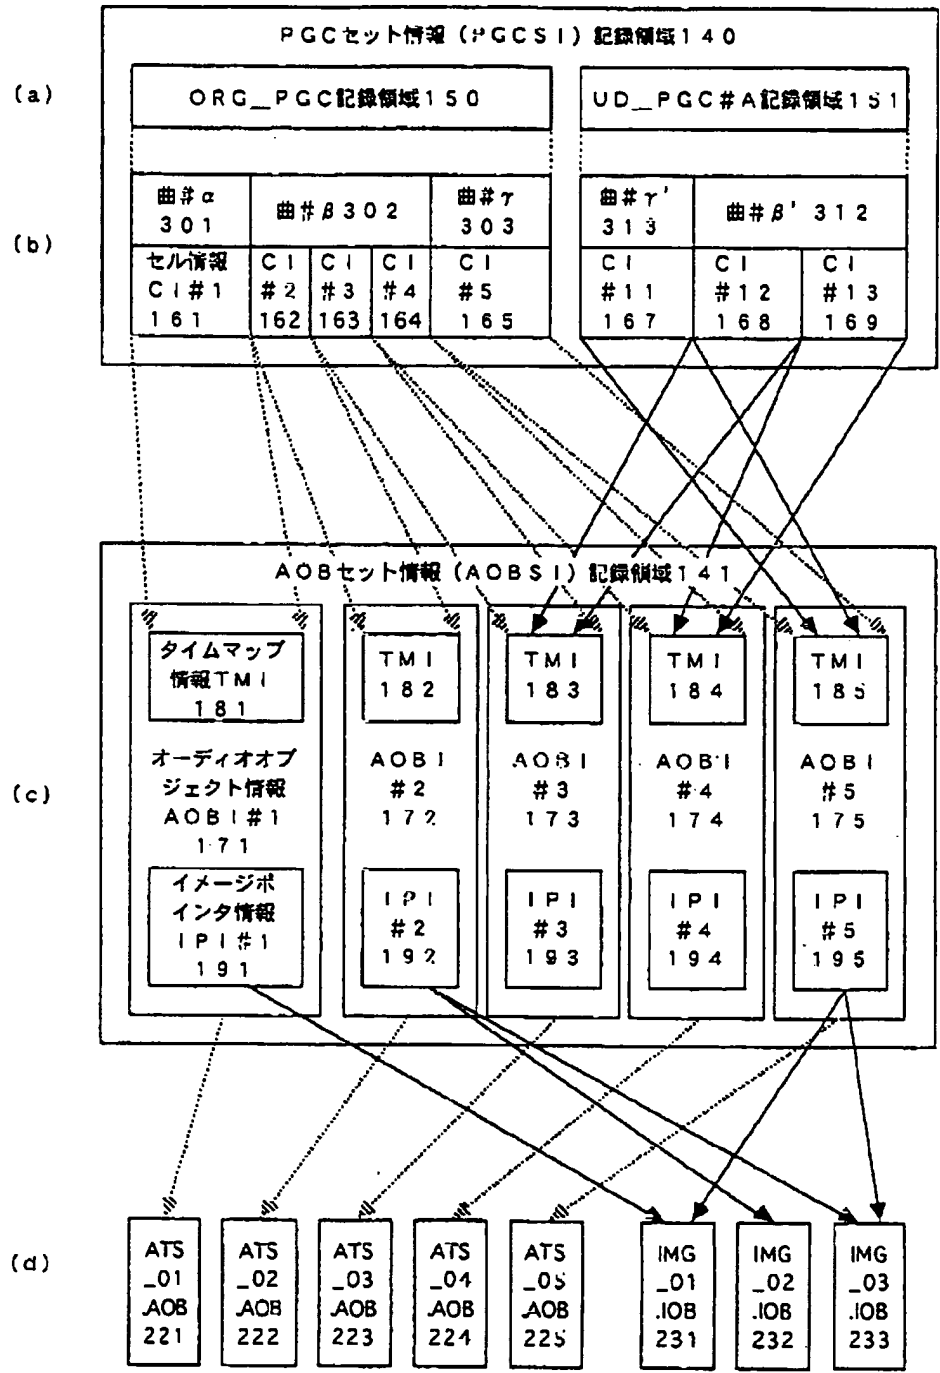 PGCセット情報(PGCSI)記録領域140
(a)
ORG_PGC記録領域150
UD_PGC#A記録領域151
(b)
曲#α
301
曲#β302
曲#γ
303
曲#γ'
313
曲#β' 312
セル情報
CI#1
161
CI
#2
162
CI
#3
163
CI
#4
164
CI
#5
165
CI
#11
167
CI
#12
168
CI
#13
169
AOBセット情報(AOBSI)記録領域141
(c)
タイムマップ
情報TMI
181
オーディオオブ
ジェクト情報
AOBI#1
171
イメージポ
インタ情報
IPI#1
191
TMI
182
AOBI
#2
172
IPI
#2
192
TMI
183
AOBI
#3
173
IPI
#3
193
TMI
184
AOBI
#4
174
IPI
#4
194
TMI
185
AOBI
#5
175
IPI
#5
195
(d)
ATS
_01
.AOB
221
ATS
_02
.AOB
222
ATS
_03
.AOB
223
ATS
_04
.AOB
224
ATS
_05
.AOB
225
IMG
_01
.IOB
231
IMG
_02
.IOB
232
IMG
_03
.IOB
233